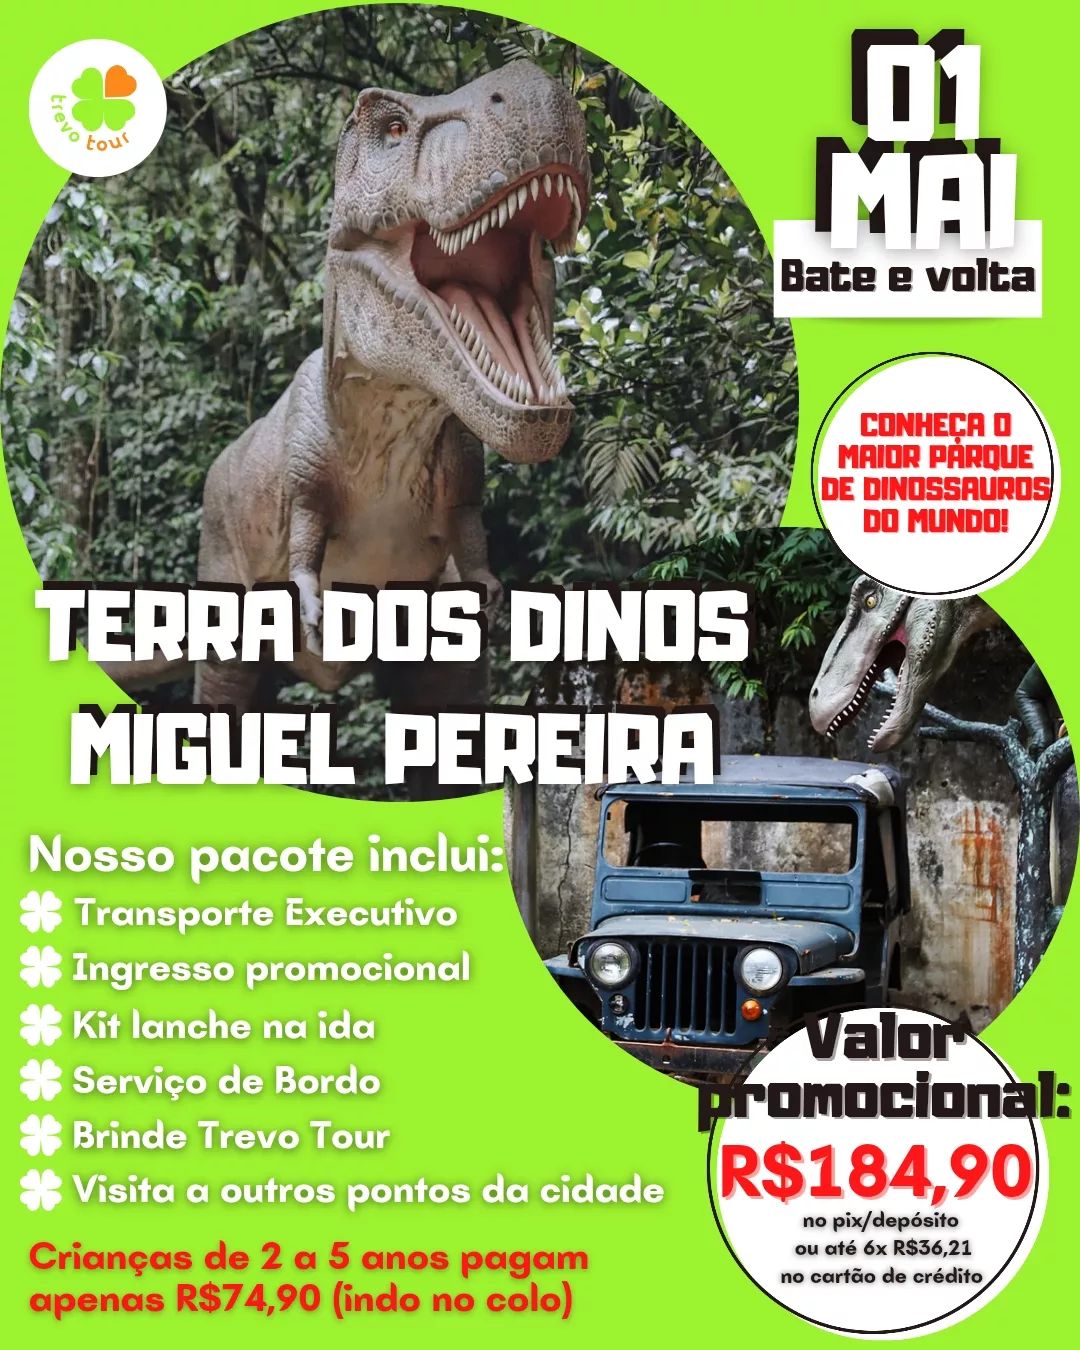 trevo tour
01
MAI
Bate e volta
CONHEÇA O
MAIOR PARQUE
DE DINOSSAUROS
DO MUNDO!
TERRA DOS DINOS
MIGUEL PEREIRA
Nosso pacote inclui:
Transporte Executivo
Ingresso promocional
Kit lanche na ida
Serviço de Bordo
Brinde Trevo Tour
Visita a outros pontos da cidade
Crianças de 2 a 5 anos pagam
apenas R$74,90 (indo no colo)
Valor
promocional:
R$184,90
no pix/depósito
ou até 6x R$36,21
no cartão de crédito